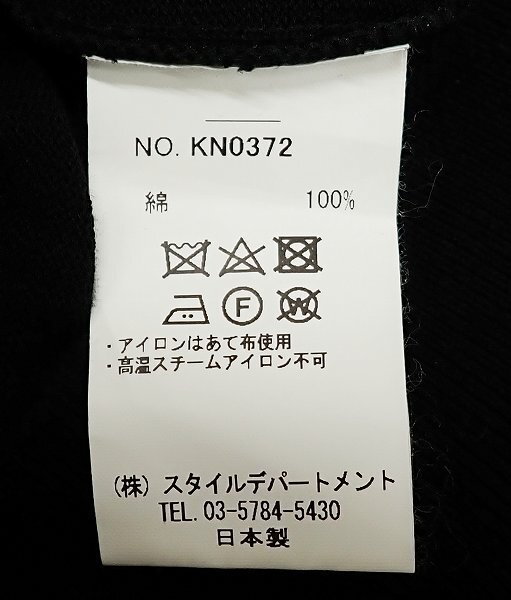 NO. KN0372
綿 100%
F W
・アイロンはあて布使用
・高温スチームアイロン不可
(株) スタイルデパートメント
TEL. 03-5784-5430
日本製